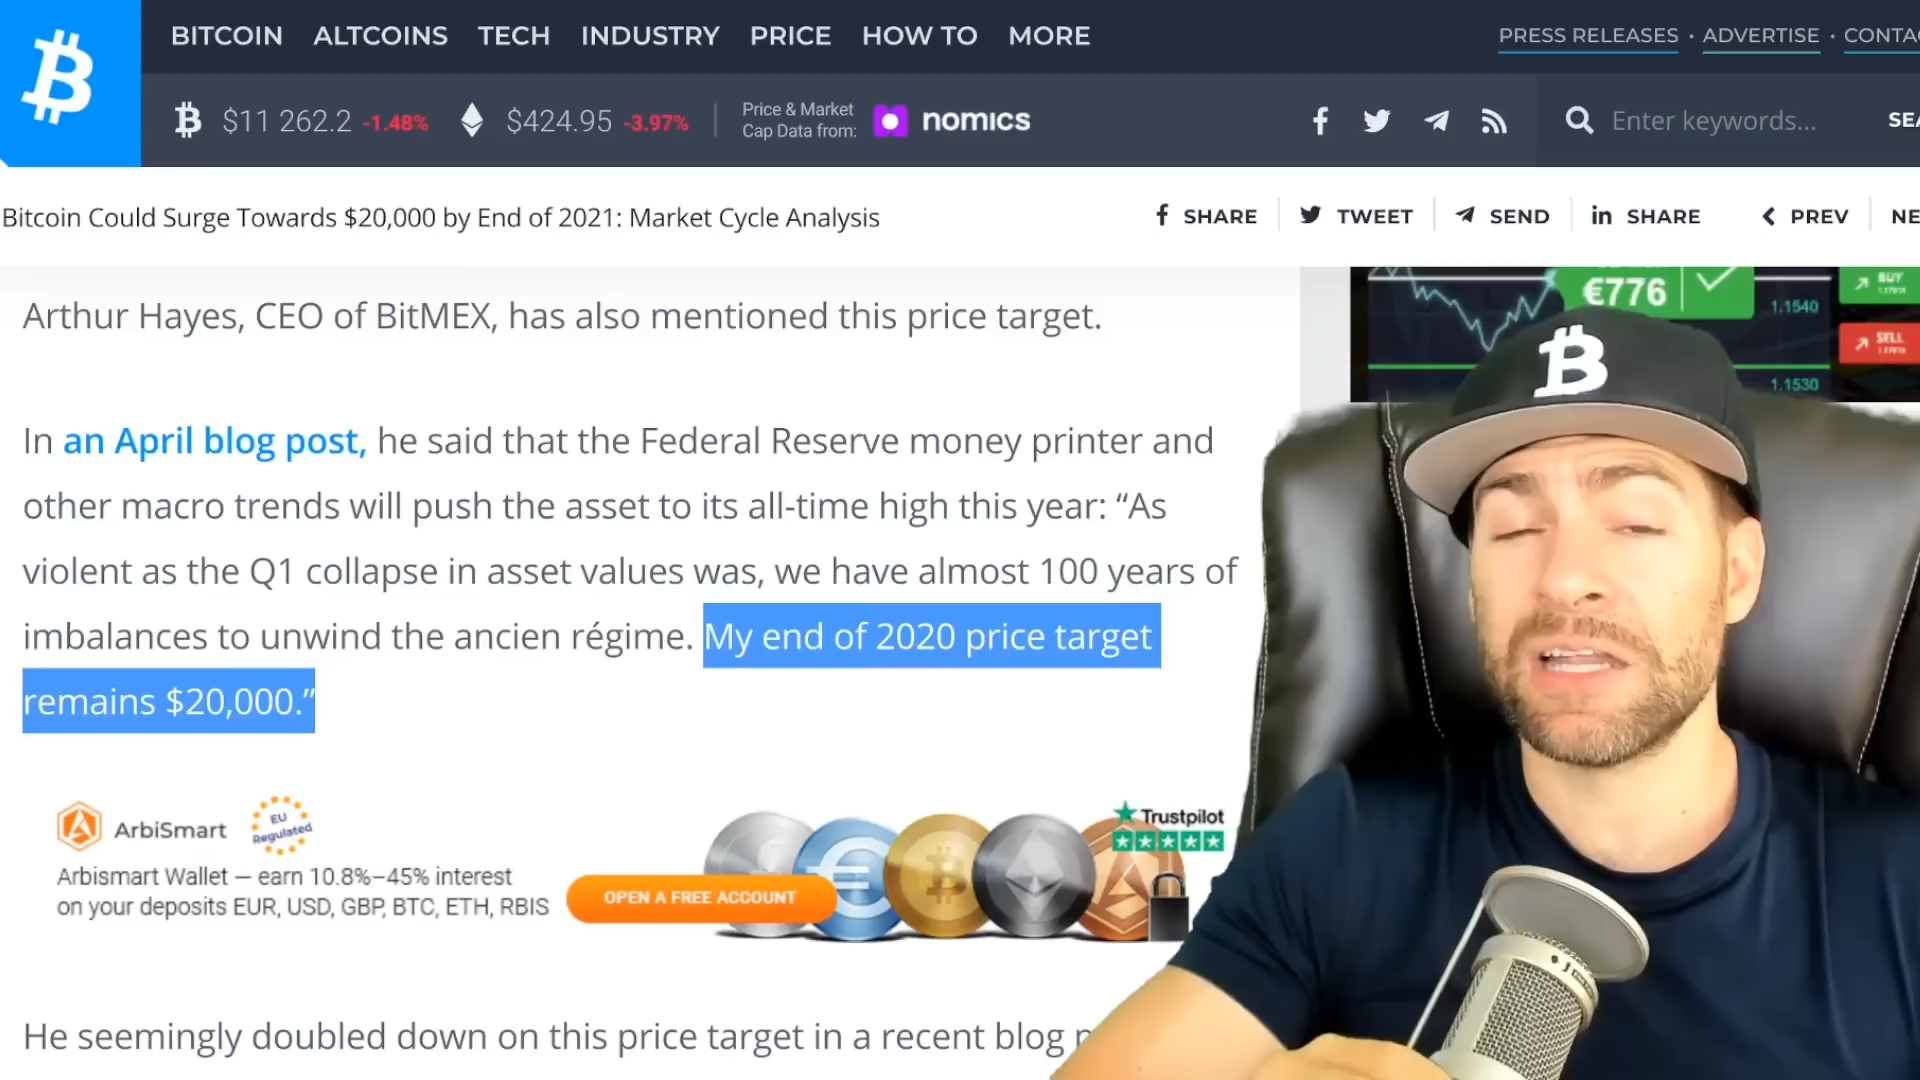 BITCOIN ALTCOINS TECH INDUSTRY PRICE HOW TO MORE
PRESS RELEASES · ADVERTISE ·
$11 262.2 -1.48% $424.95 -3.97%
Price & Market
Cap Data from:
nomics
Enter keywords...
Bitcoin Could Surge Towards $20,000 by End of 2021: Market Cycle Analysis
SHARE TWEET SEND SHARE PREV
€776
BUY
1.1540
SELL
1.1530
Arthur Hayes, CEO of BitMEX, has also mentioned this price target.
In an April blog post, he said that the Federal Reserve money printer and
other macro trends will push the asset to its all-time high this year: “As
violent as the Q1 collapse in asset values was, we have almost 100 years of
imbalances to unwind the ancien régime. My end of 2020 price target
remains $20,000.”
ArbiSmart
EU
Regulated
Arbismart Wallet — earn 10.8%–45% interest
on your deposits EUR, USD, GBP, BTC, ETH, RBIS
OPEN A FREE ACCOUNT
Trustpilot
He seemingly doubled down on this price target in a recent blog